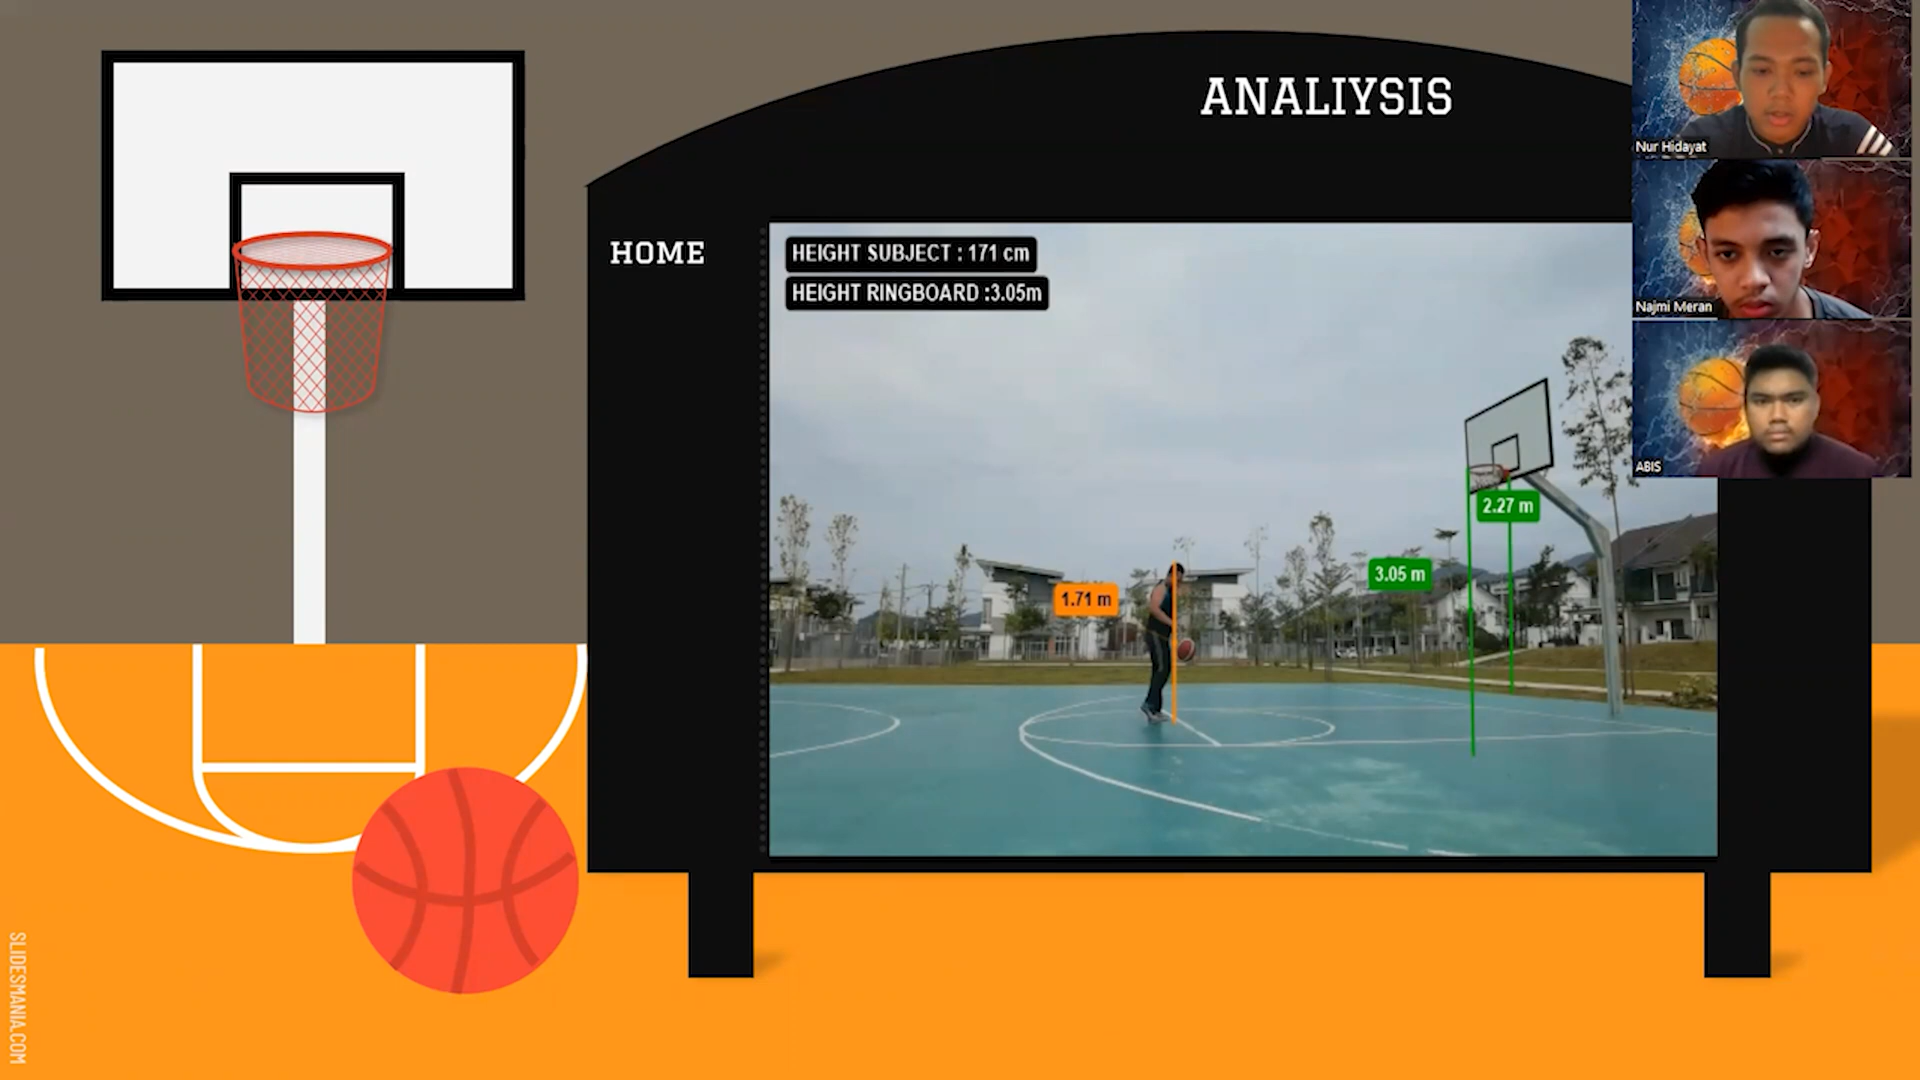 ANALIYSIS
HOME
HEIGHT SUBJECT : 171 cm
HEIGHT RINGBOARD :3.05m
2.27 m
3.05 m
1.71 m
Nur Hidayat
Najmi Meran
ABIS
SLIDESMANIA.COM